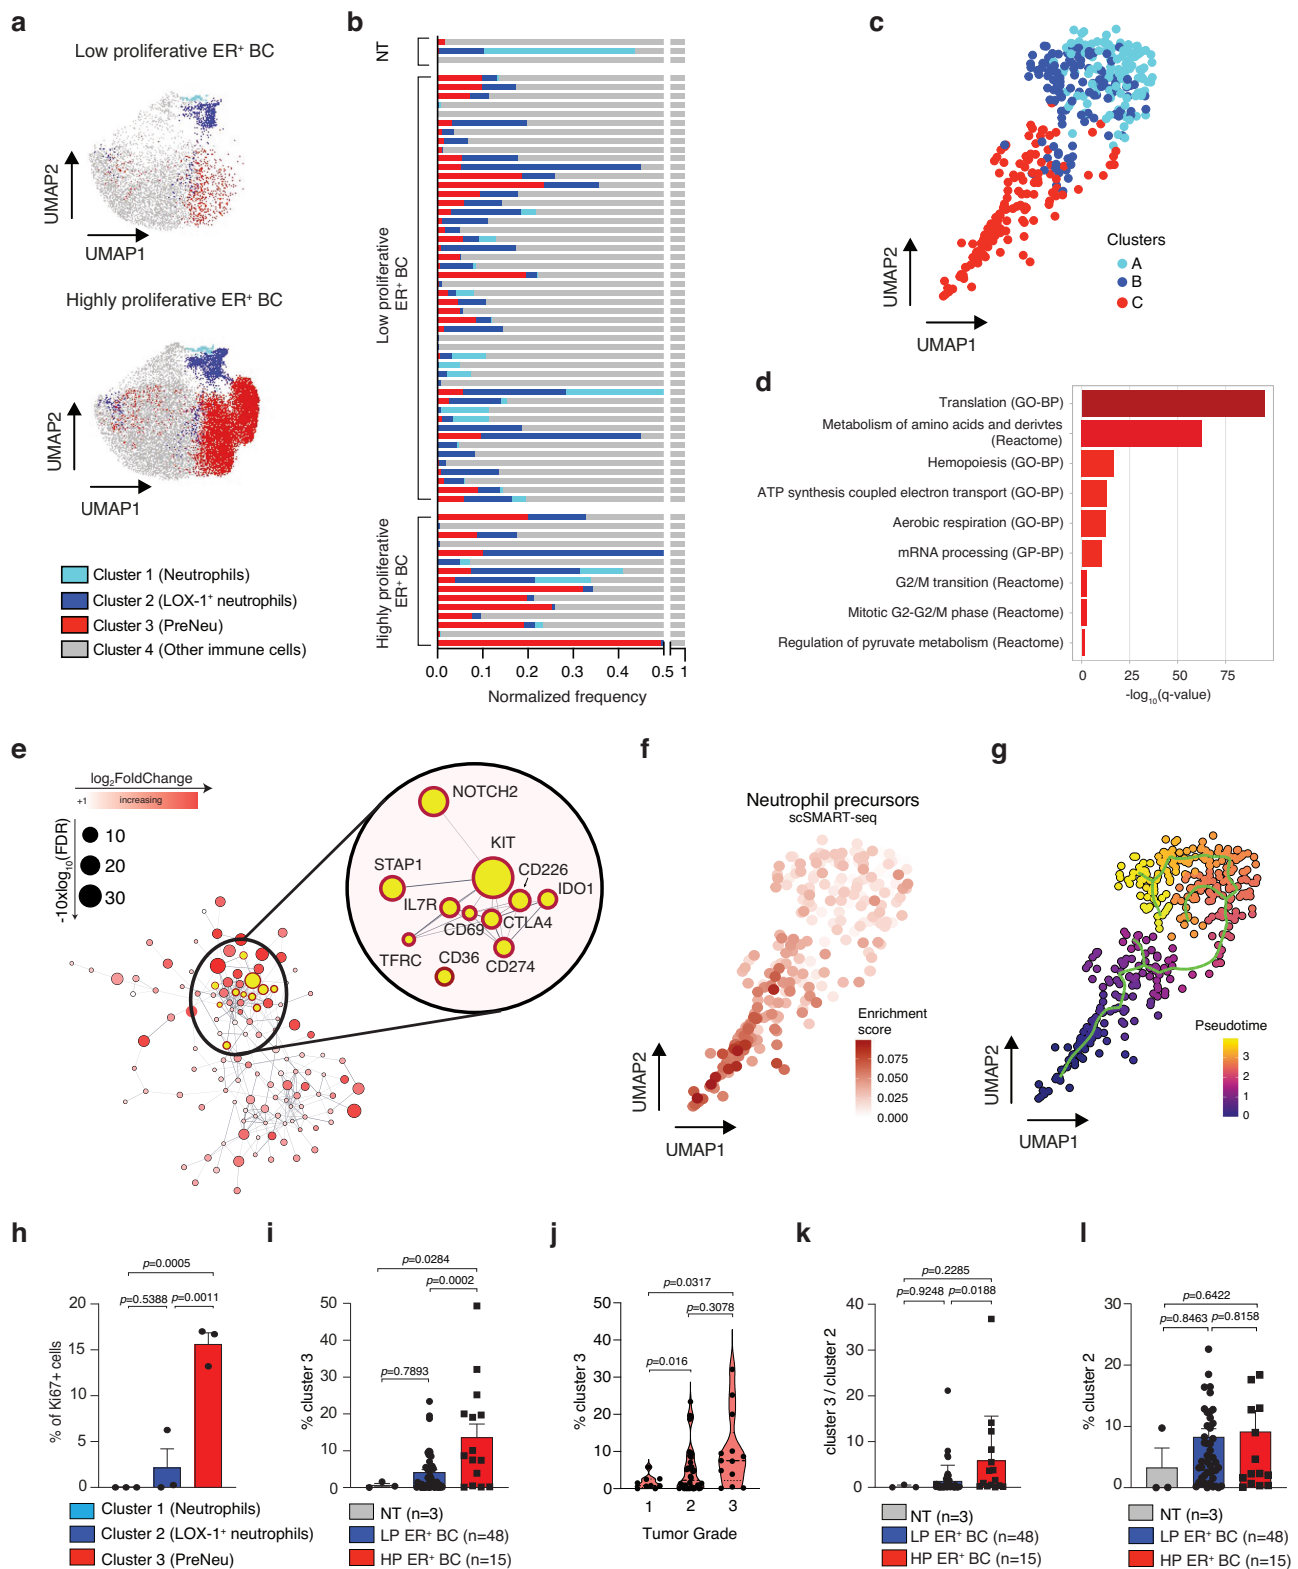 a
Low proliferative ER⁺ BC
UMAP2
UMAP1
Highly proliferative ER⁺ BC
UMAP2
UMAP1
Cluster 1 (Neutrophils)
Cluster 2 (LOX-1⁺ neutrophils)
Cluster 3 (PreNeu)
Cluster 4 (Other immune cells)
b
NT
Low proliferative
ER⁺ BC
Highly proliferative
ER⁺ BC
0.0 0.1 0.2 0.3 0.4 0.5 1
Normalized frequency
c
UMAP2
UMAP1
Clusters
A
B
C
d
Translation (GO-BP)
Metabolism of amino acids and derivtes
(Reactome)
Hemopoiesis (GO-BP)
ATP synthesis coupled electron transport (GO-BP)
Aerobic respiration (GO-BP)
mRNA processing (GP-BP)
G2/M transition (Reactome)
Mitotic G2-G2/M phase (Reactome)
Regulation of pyruvate metabolism (Reactome)
0 25 50 75
-log₁₀(q-value)
e
log₂FoldChange
+1 increasing
-10xlog₁₀(FDR)
10
20
30
NOTCH2
KIT
STAP1
CD226
IDO1
IL7R
CD69
CTLA4
TFRC
CD36
CD274
f
Neutrophil precursors
scSMART-seq
Enrichment
score
0.075
0.050
0.025
0.000
UMAP2
UMAP1
g
Pseudotime
3
2
1
0
UMAP2
UMAP1
h
p=0.0005
p=0.5388
p=0.0011
% of Ki67+ cells
20
15
10
5
0
Cluster 1 (Neutrophils)
Cluster 2 (LOX-1⁺ neutrophils)
Cluster 3 (PreNeu)
i
p=0.0284
p=0.0002
p=0.7893
% cluster 3
50
40
30
20
10
0
NT (n=3)
LP ER⁺ BC (n=48)
HP ER⁺ BC (n=15)
j
p=0.0317
p=0.3078
p=0.016
% cluster 3
50
40
30
20
10
0
1 2 3
Tumor Grade
k
p=0.2285
p=0.9248
p=0.0188
cluster 3 / cluster 2
40
30
20
10
0
NT (n=3)
LP ER⁺ BC (n=48)
HP ER⁺ BC (n=15)
l
p=0.6422
p=0.8463
p=0.8158
% cluster 2
30
20
10
0
NT (n=3)
LP ER⁺ BC (n=48)
HP ER⁺ BC (n=15)